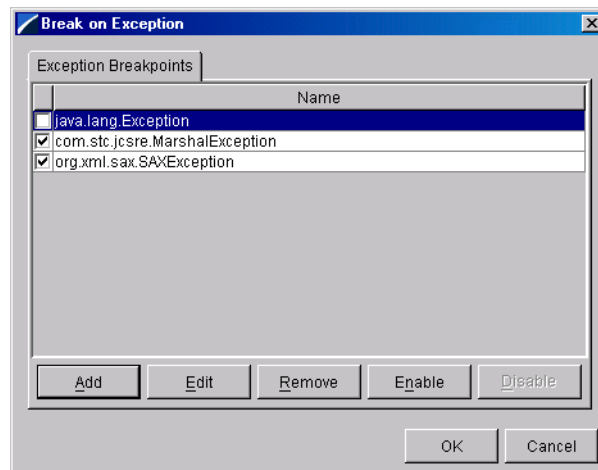 Break on Exception
Exception Breakpoints
Name
java.lang.Exception
com.stc.jcsre.MarshalException
org.xml.sax.SAXException
Add Edit Remove Enable Disable
OK Cancel